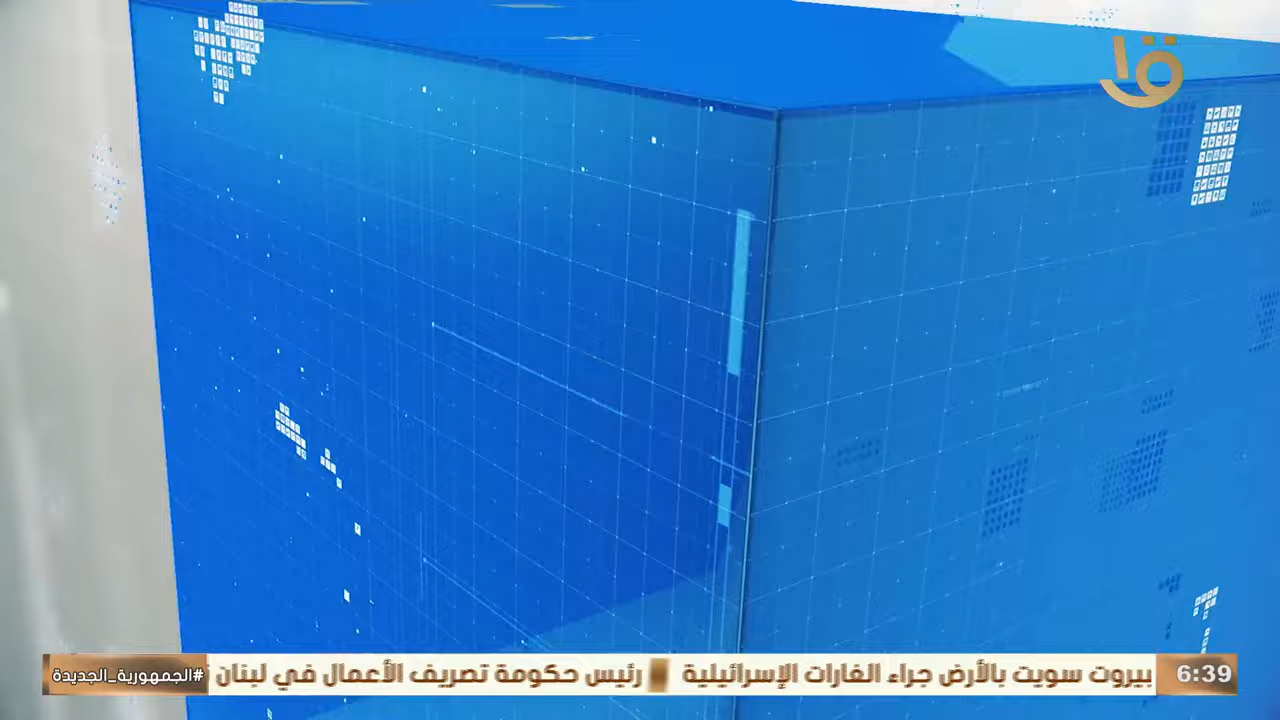 6:39
بيروت سويت بالأرض جراء الغارات الإسرائيلية
رئيس حكومة تصريف الأعمال في لبنان
#الجمهورية_الجديدة